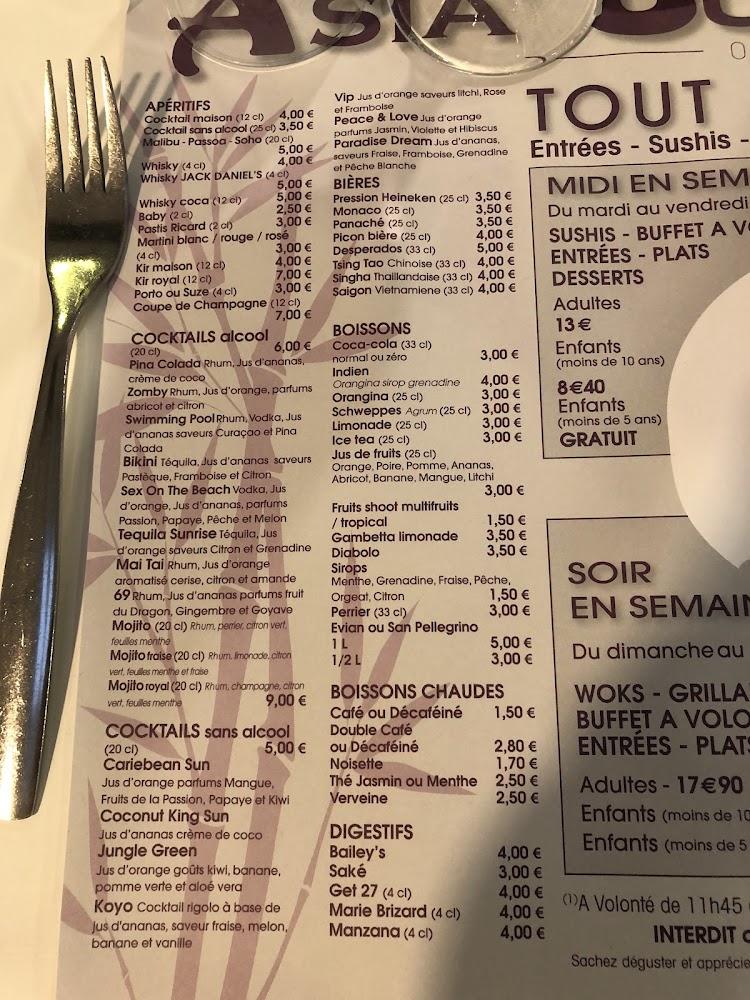 ASIA
APÉRITIFS
Cocktail maison (12 cl) 4,00 €
Cocktail sans alcool (25 cl) 3,50 €
Malibu - Passoa - Soho (20 cl)
5,00 €
Whisky (4 cl) 4,00 €
Whisky JACK DANIEL'S (4 cl)
5,00 €
Whisky coca (12 cl) 5,00 €
Baby (2 cl) 2,50 €
Pastis Ricard (2 cl) 3,00 €
Martini blanc / rouge / rosé
(4 cl) 3,00 €
Kir maison (12 cl) 4,00 €
Kir royal (12 cl) 7,00 €
Porto ou Suze (4 cl) 3,00 €
Coupe de Champagne (12 cl)
7,00 €
COCKTAILS alcool
(20 cl) 6,00 €
Pina Colada Rhum, Jus d'ananas,
crème de coco
Zomby Rhum, Jus d'orange, parfums
abricot et citron
Swimming Pool Rhum, Vodka, Jus
d'ananas saveurs Curaçao et Pina
Colada
Bikini Téquila, Jus d'ananas saveurs
Pastèque, Framboise et Citron
Sex On The Beach Vodka, Jus
d'orange, Jus d'ananas, parfums
Passion, Papaye, Pêche et Melon
Tequila Sunrise Téquila, Jus
d'orange saveurs Citron et Grenadine
Mai Tai Rhum, Jus d'orange
aromatisé cerise, citron et amande
69 Rhum, Jus d'ananas parfums fruit
du Dragon, Gingembre et Goyave
Mojito (20 cl) Rhum, perrier, citron vert,
feuilles menthe
Mojito fraise (20 cl) Rhum, limonade, citron
vert, feuilles menthe et fraise
Mojito royal (20 cl) Rhum, champagne, citron
vert, feuilles menthe 9,00 €
COCKTAILS sans alcool
(20 cl) 5,00 €
Cariebean Sun
Jus d'orange parfums Mangue,
Fruits de la Passion, Papaye et Kiwi
Coconut King Sun
Jus d'ananas crème de coco
Jungle Green
Jus d'orange goûts kiwi, banane,
pomme verte et aloé vera
Koyo Cocktail rigolo à base de
jus d'ananas, saveur fraise, melon,
banane et vanille
Vip Jus d'orange saveurs litchi, Rose
et Framboise
Peace & Love Jus d'orange
parfums Jasmin, Violette et Hibiscus
Paradise Dream Jus d'ananas,
saveurs Fraise, Framboise, Grenadine
et Pêche Blanche
BIÈRES
Pression Heineken (25 cl) 3,50 €
Monaco (25 cl) 3,50 €
Panaché (25 cl) 3,50 €
Picon bière (25 cl) 4,00 €
Desperados (33 cl) 5,00 €
Tsing Tao Chinoise (33 cl) 4,00 €
Singha Thaillandaise (33 cl) 4,00 €
Saigon Vietnamiene (33 cl) 4,00 €
BOISSONS
Coca-cola (33 cl)
normal ou zéro 3,00 €
Indien
Orangina sirop grenadine 4,00 €
Orangina (25 cl) 3,00 €
Schweppes Agrum (25 cl) 3,00 €
Limonade (25 cl) 3,00 €
Ice tea (25 cl) 3,00 €
Jus de fruits (25 cl)
Orange, Poire, Pomme, Ananas,
Abricot, Banane, Mangue, Litchi
3,00 €
Fruits shoot multifruits
/ tropical 1,50 €
Gambetta limonade 3,50 €
Diabolo 3,50 €
Sirops
Menthe, Grenadine, Fraise, Pêche,
Orgeat, Citron 1,50 €
Perrier (33 cl) 3,00 €
Evian ou San Pellegrino
1 L 5,00 €
1/2 L 3,00 €
BOISSONS CHAUDES
Café ou Décaféiné 1,50 €
Double Café
ou Décaféiné 2,80 €
Noisette 1,70 €
Thé Jasmin ou Menthe 2,50 €
Verveine 2,50 €
DIGESTIFS
Bailey's 4,00 €
Saké 3,00 €
Get 27 (4 cl) 4,00 €
Marie Brizard (4 cl) 4,00 €
Manzana (4 cl) 4,00 €
TOUT
Entrées - Sushis -
MIDI EN SEM
Du mardi au vendredi
SUSHIS - BUFFET A VO
ENTRÉES - PLATS
DESSERTS
Adultes
13 €
Enfants
(moins de 10 ans)
8€40
Enfants
(moins de 5 ans)
GRATUIT
SOIR
EN SEMAIN
Du dimanche au
WOKS - GRILLA
BUFFET A VOLO
ENTRÉES - PLATS
Adultes - 17€90
Enfants (moins de 10
Enfants (moins de 5
(1)A Volonté de 11h45
INTERDIT
Sachez déguster et apprécie